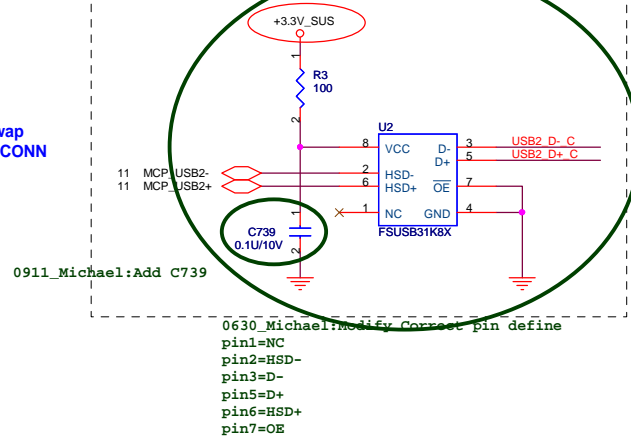 +3.3V_SUS
1
R3
100
2
wap
CONN
U2
8
VCC
D-
3
USB2_D-_C
D+
5
USB2_D+_C
11
MCP_USB2-
2
HSD-
11
MCP_USB2+
6
HSD+
OE
7
1
NC
GND
4
FSUSB31K8X
1
C739
0.1U/10V
2
0911_Michael:Add C739
0630_Michael:Modify Correct pin define
pin1=NC
pin2=HSD-
pin3=D-
pin5=D+
pin6=HSD+
pin7=OE